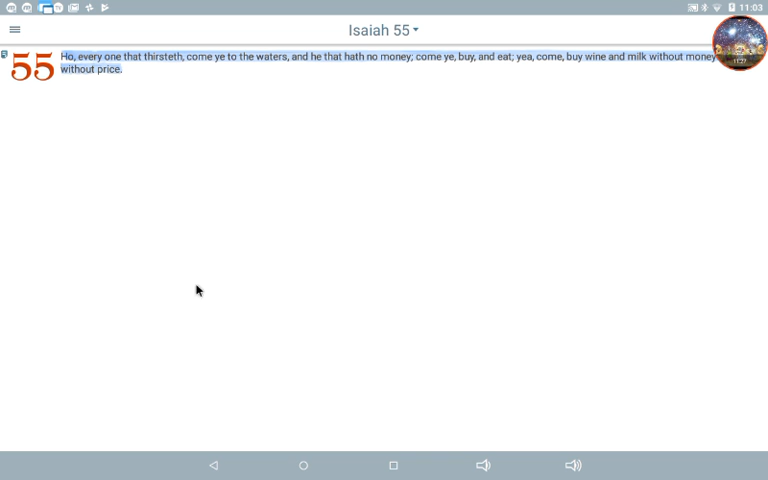 11:03
Isaiah 55
55 Ho, every one that thirsteth, come ye to the waters, and he that hath no money; come ye, buy, and eat; yea, come, buy wine and milk without money
without price.